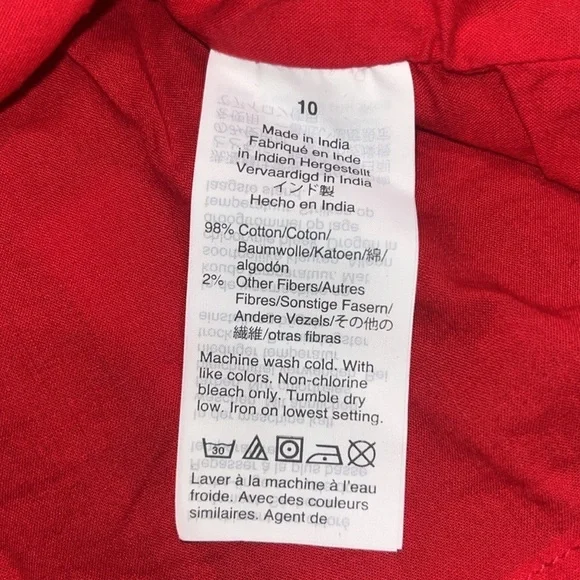 10
Made in India
Fabriqué en Inde
in Indien Hergestellt
Vervaardigd in India
インド製
Hecho en India
98% Cotton/Coton/
Baumwolle/Katoen/綿/
algodón
2% Other Fibers/Autres
Fibres/Sonstige Fasern/
Andere Vezels/その他の
繊維/otras fibras
Machine wash cold. With
like colors. Non-chlorine
bleach only. Tumble dry
low. Iron on lowest setting.
30
Laver à la machine à l'eau
froide. Avec des couleurs
similaires. Agent de